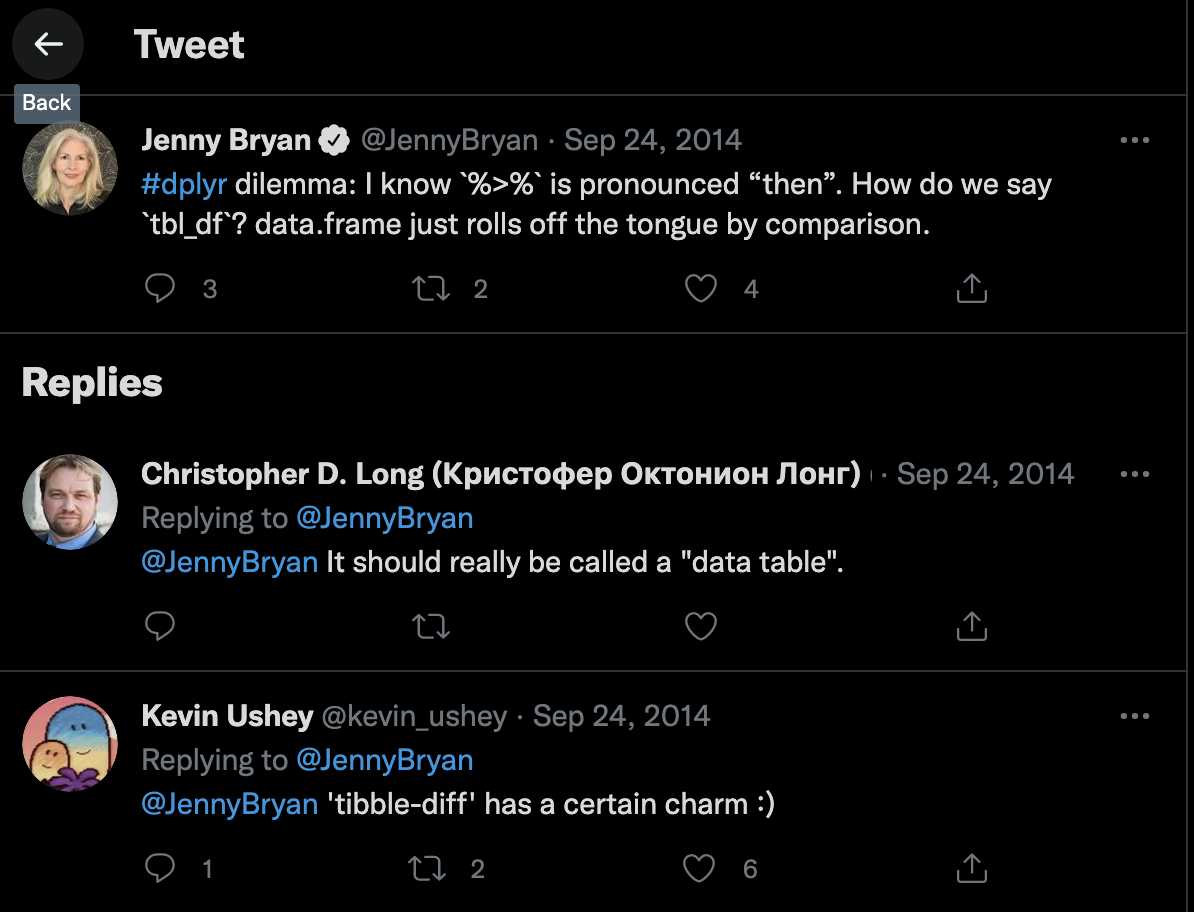 Tweet
Back
Jenny Bryan @JennyBryan · Sep 24, 2014
#dplyr dilemma: I know `%>%` is pronounced “then”. How do we say
`tbl_df`? data.frame just rolls off the tongue by comparison.
3 2 4
Replies
Christopher D. Long (Кристофер Октонион Лонг) · Sep 24, 2014
Replying to @JennyBryan
@JennyBryan It should really be called a "data table".
Kevin Ushey @kevin_ushey · Sep 24, 2014
Replying to @JennyBryan
@JennyBryan 'tibble-diff' has a certain charm :)
1 2 6